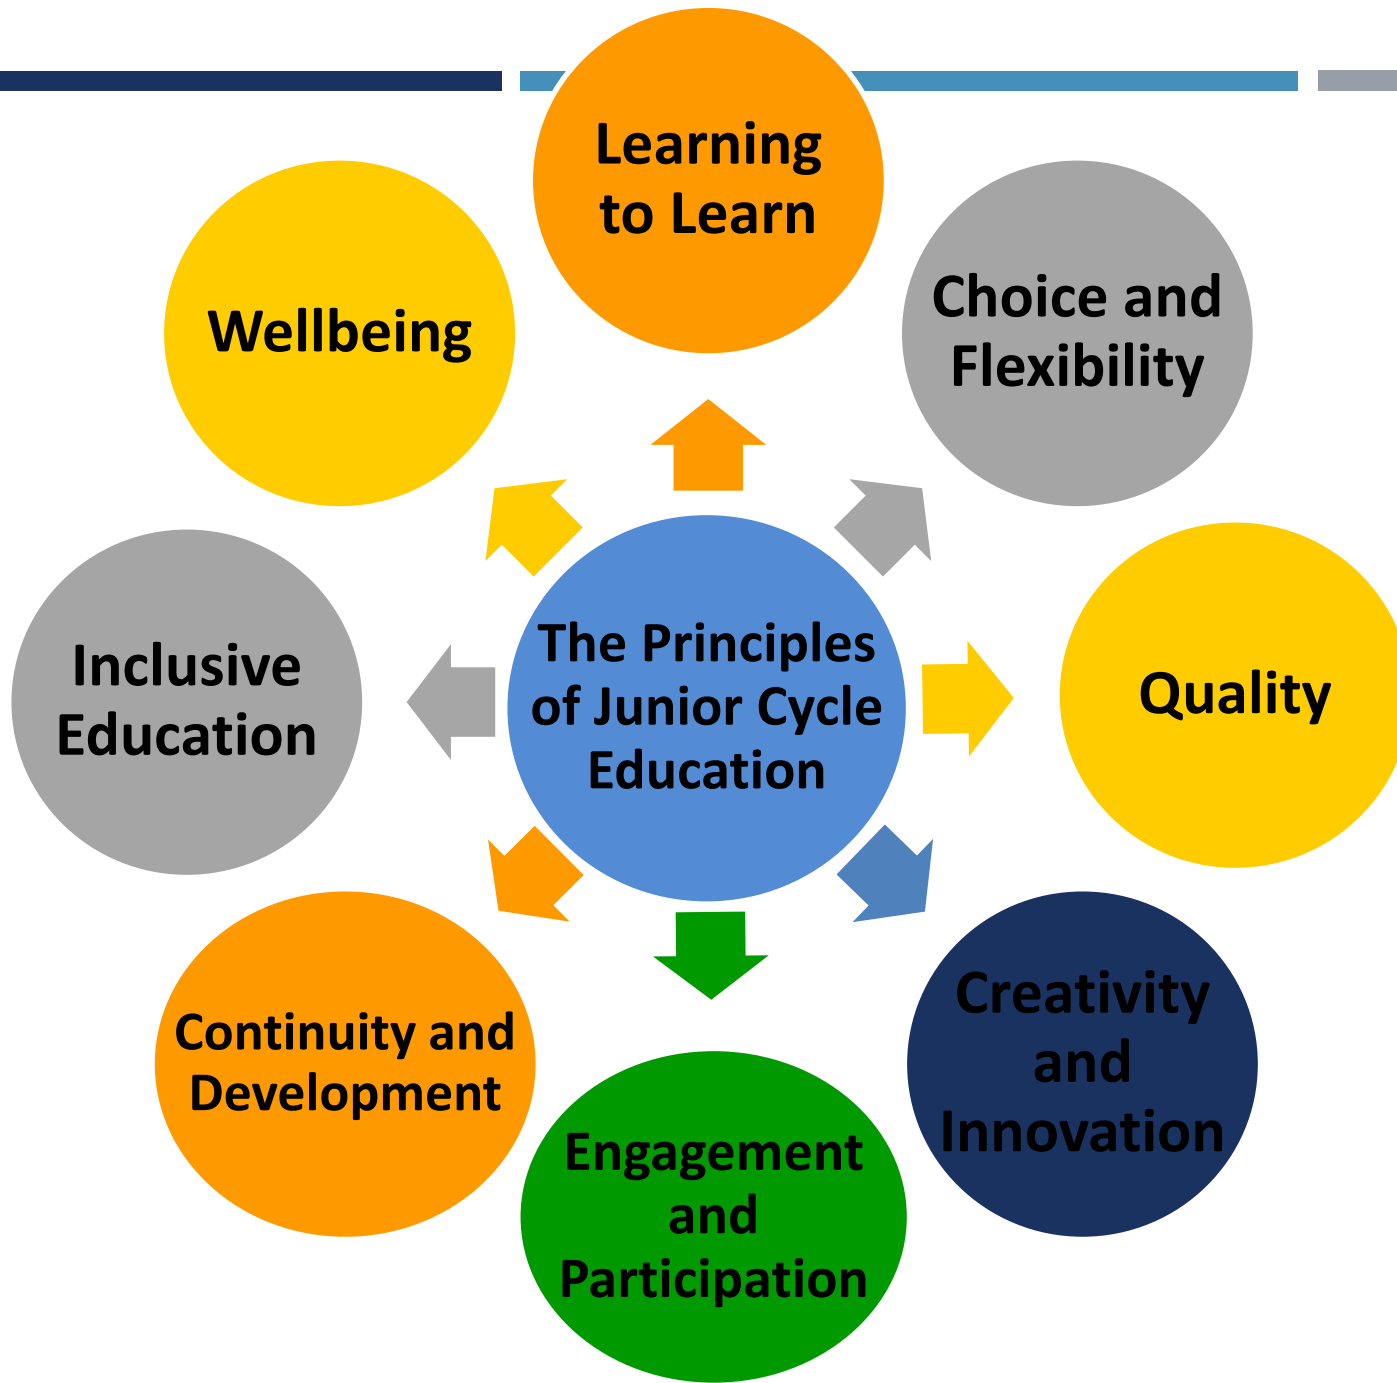 Learning
to Learn
Choice and
Flexibility
Quality
Creativity
and
Innovation
Engagement
and
Participation
Continuity and
Development
Inclusive
Education
Wellbeing
The Principles
of Junior Cycle
Education